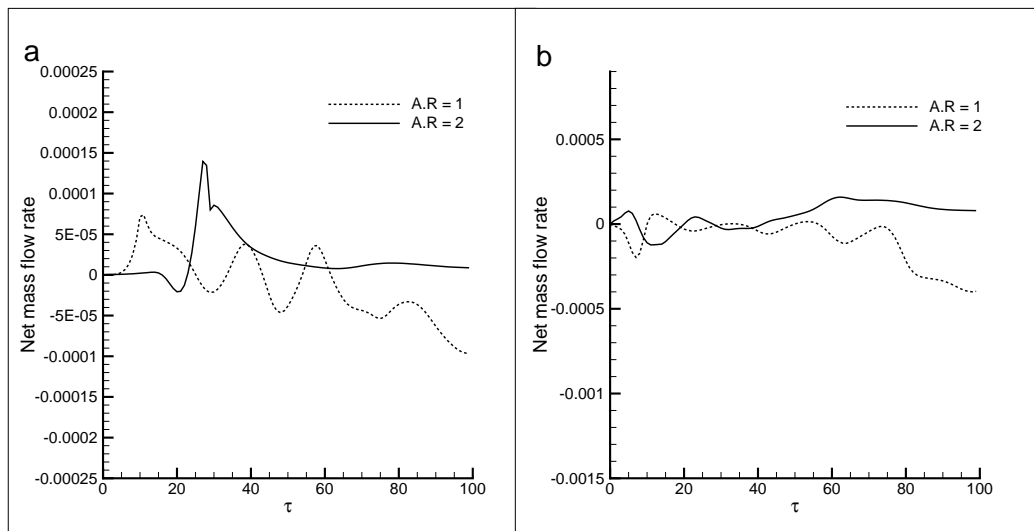 a
0.00025
0.0002
0.00015
0.0001
5E-05
0
-5E-05
-0.0001
-0.00015
-0.0002
-0.00025
Net mass flow rate
0 20 40 60 80 100
τ
A.R = 1
A.R = 2
b
0.0005
0
-0.0005
-0.001
-0.0015
Net mass flow rate
0 20 40 60 80 100
τ
A.R = 1
A.R = 2